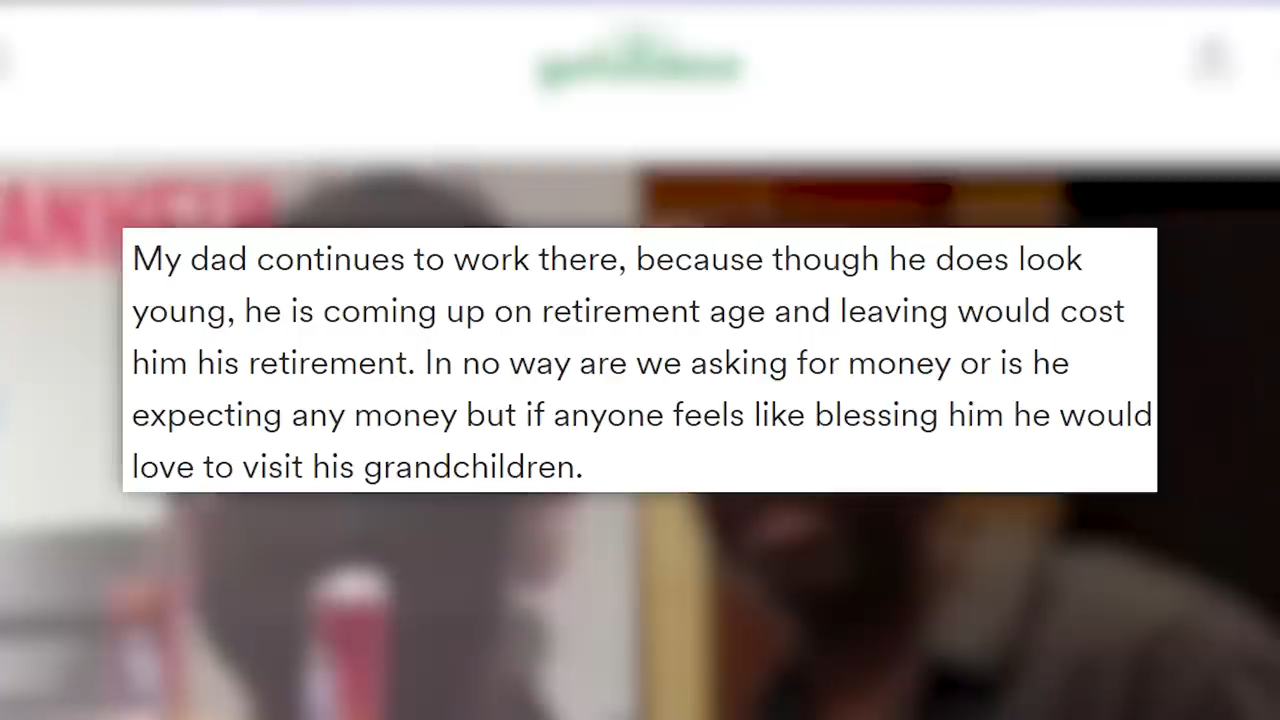 My dad continues to work there, because though he does look
young, he is coming up on retirement age and leaving would cost
him his retirement. In no way are we asking for money or is he
expecting any money but if anyone feels like blessing him he would
love to visit his grandchildren.